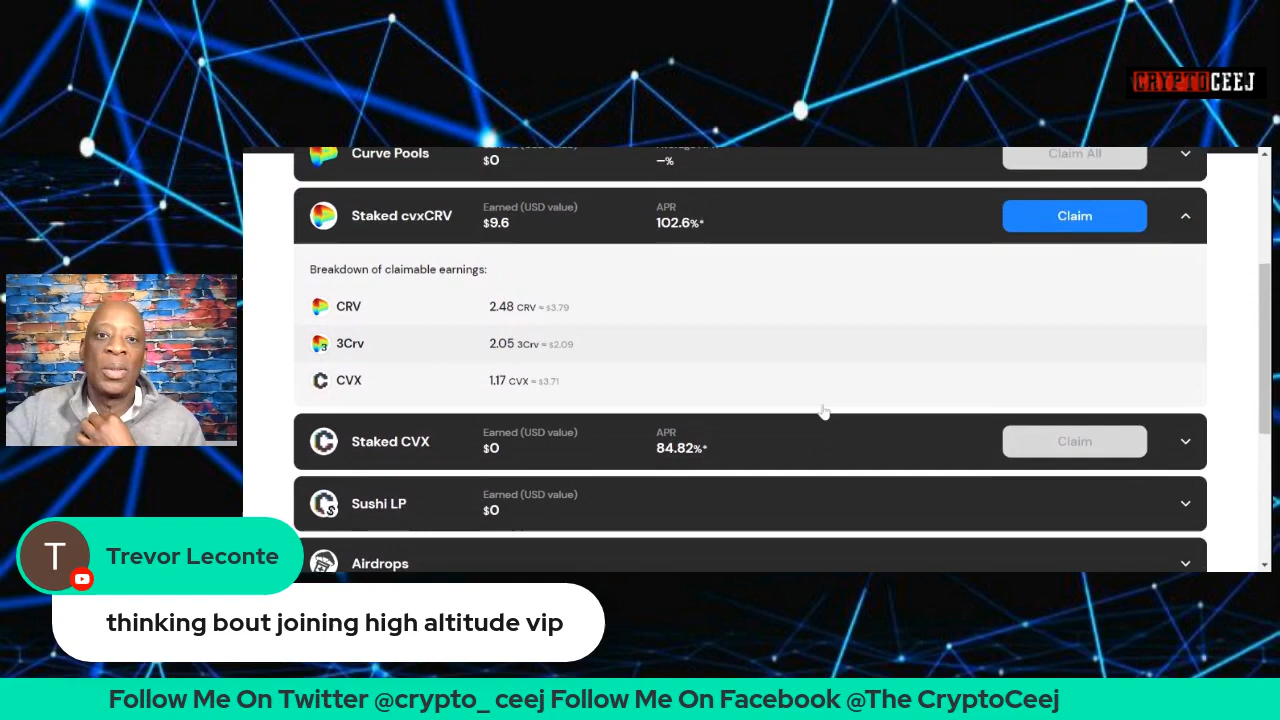 CRYPTOCEEJ
Curve Pools
$0
—%
Claim All
Staked cvxCRV
Earned (USD value)
$9.6
APR
102.6%*
Claim
Breakdown of claimable earnings:
CRV
2.48 CRV ≈ $3.79
3Crv
2.05 3Crv ≈ $2.09
CVX
1.17 CVX ≈ $3.71
Staked CVX
Earned (USD value)
$0
APR
84.82%*
Claim
Sushi LP
Earned (USD value)
$0
Airdrops
T
Trevor Leconte
thinking bout joining high altitude vip
Follow Me On Twitter @crypto_ ceej Follow Me On Facebook @The CryptoCeej